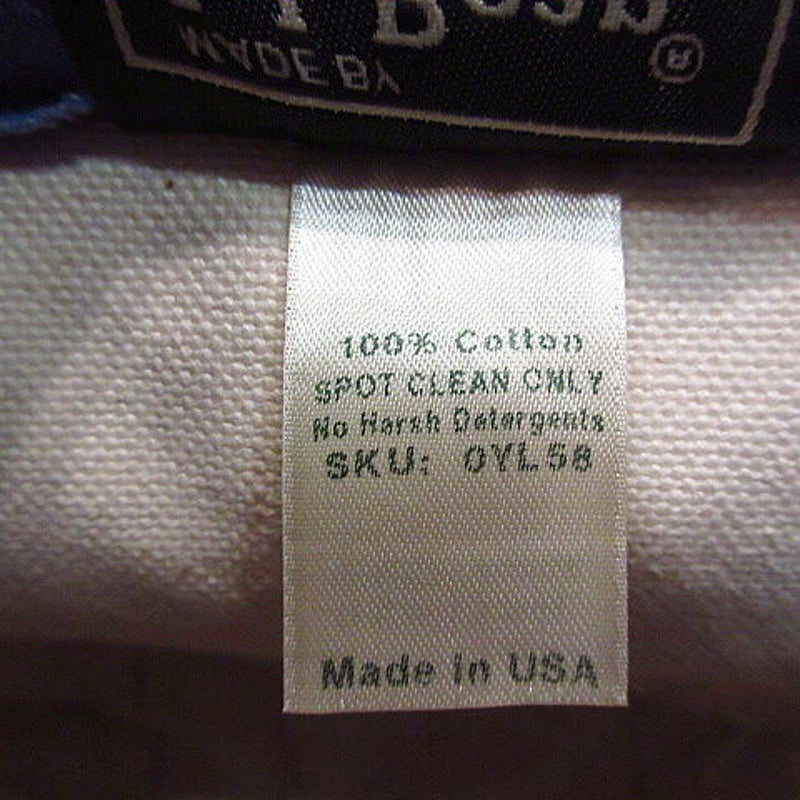 MADE BY
®
100% Cotton
SPOT CLEAN ONLY
No Harsh Detergents
SKU: 0YL58
Made in USA